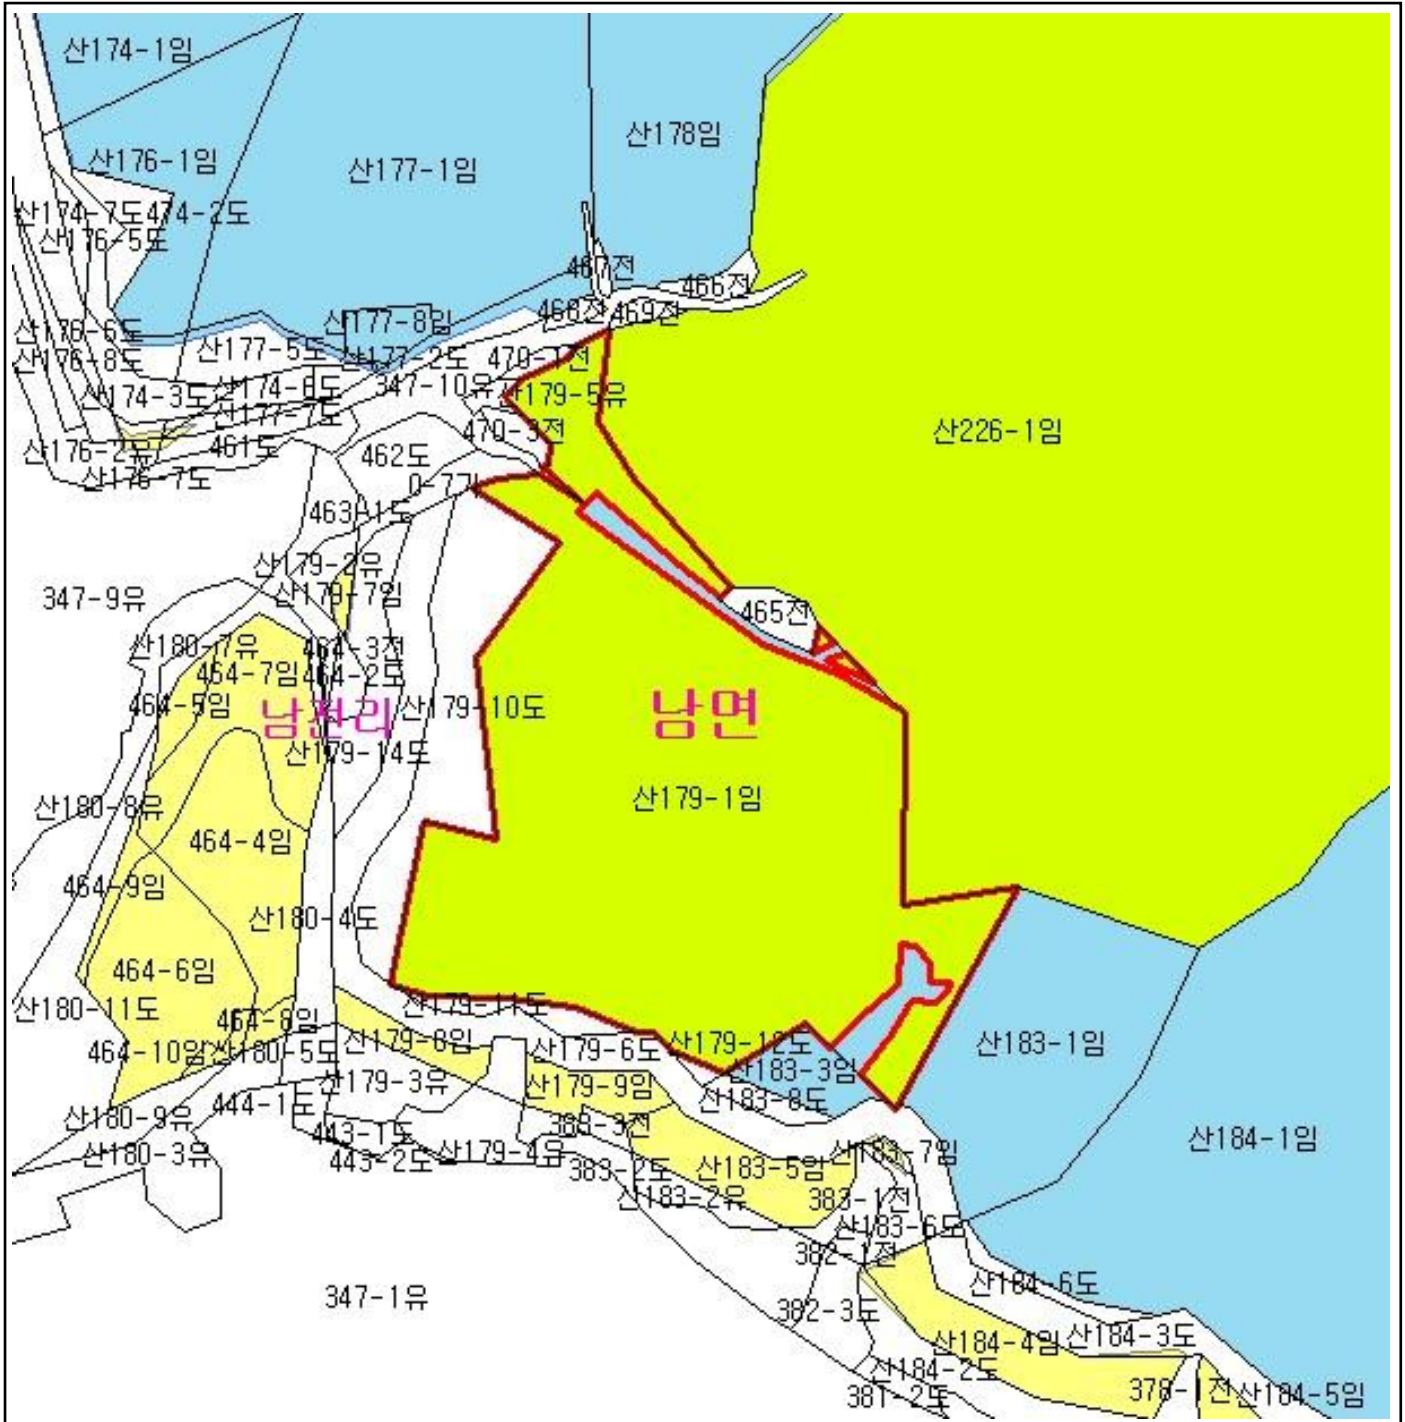 산174-1임
산178임
산176-1임
산177-1임
산174-7도
474-2도
산176-5도
467전
466전
468전
469전
산177-8임
산176-6도
산177-5도
산177-2도
470-1전
산176-8도
산174-6도
347-10유
산179-5유
산174-3도
산177-7도
470-3전
산226-1임
산176-2유
461도
462도
산176-7도
463-1도
산179-2유
347-9유
산179-7임
465전
산180-7유
464-3전
464-7임
464-2도
464-5임
남전리
산179-10도
남면
산179-14도
산179-1임
산180-8유
464-4임
464-9임
산180-4도
464-6임
산180-11도
464-8임
산179-11도
464-10임
산180-5도
산179-8임
산179-6도
산179-12도
산183-1임
산179-3유
산179-9임
산183-3임
산180-9유
444-1도
산183-8도
443-1도
383-3전
산184-1임
산180-3유
443-2도
산179-4유
383-2도
산183-5임
산183-7임
산183-2유
383-1전
산183-6도
382-1전
347-1유
382-3도
산184-6도
산184-4임
산184-3도
산184-2도
381-2도
378-1전
산184-5임